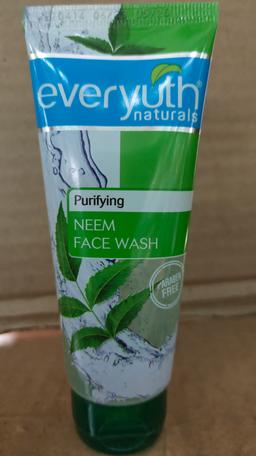 everyuth
naturals
Purifying
NEEM
FACE WASH
PARABEN
FREE